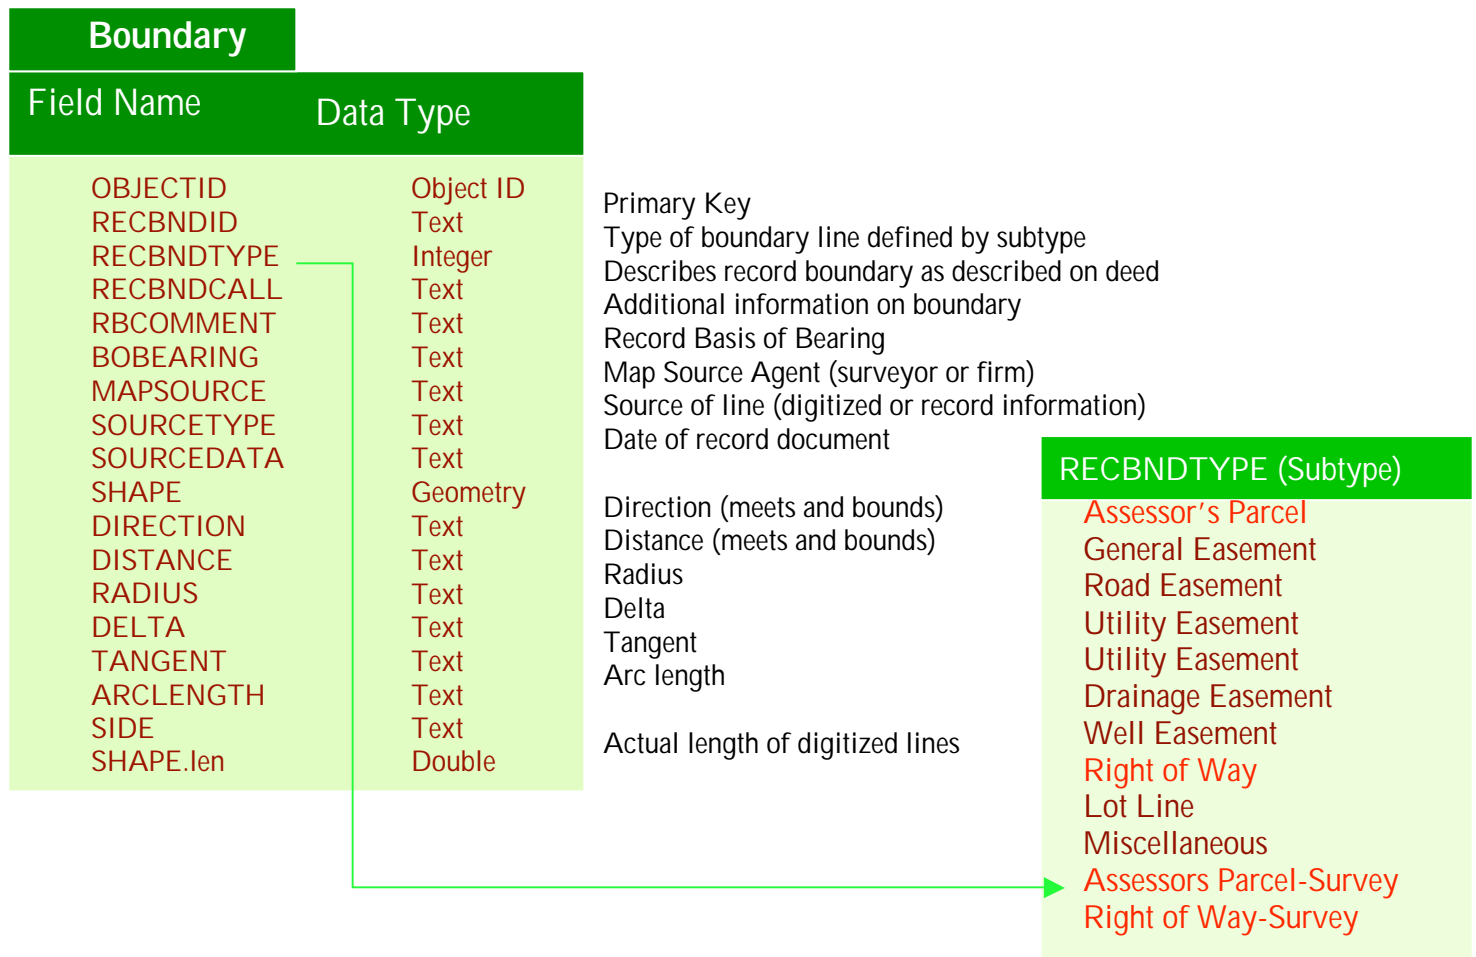 Boundary
Field Name Data Type
OBJECTID Object ID
Primary Key
RECBNDID Text
Type of boundary line defined by subtype
RECBNDTYPE Integer
Describes record boundary as described on deed
RECBNDCALL Text
Additional information on boundary
RBCOMMENT Text
Record Basis of Bearing
BOBEARING Text
Map Source Agent (surveyor or firm)
MAPSOURCE Text
Source of line (digitized or record information)
SOURCETYPE Text
Date of record document
SOURCEDATA Text
SHAPE Geometry
Direction (meets and bounds)
DIRECTION Text
Distance (meets and bounds)
DISTANCE Text
Radius
RADIUS Text
Delta
DELTA Text
Tangent
TANGENT Text
Arc length
ARCLENGTH Text
SIDE Text
Actual length of digitized lines
SHAPE.len Double
RECBNDTYPE (Subtype)
Assessor's Parcel
General Easement
Road Easement
Utility Easement
Utility Easement
Drainage Easement
Well Easement
Right of Way
Lot Line
Miscellaneous
Assessors Parcel-Survey
Right of Way-Survey